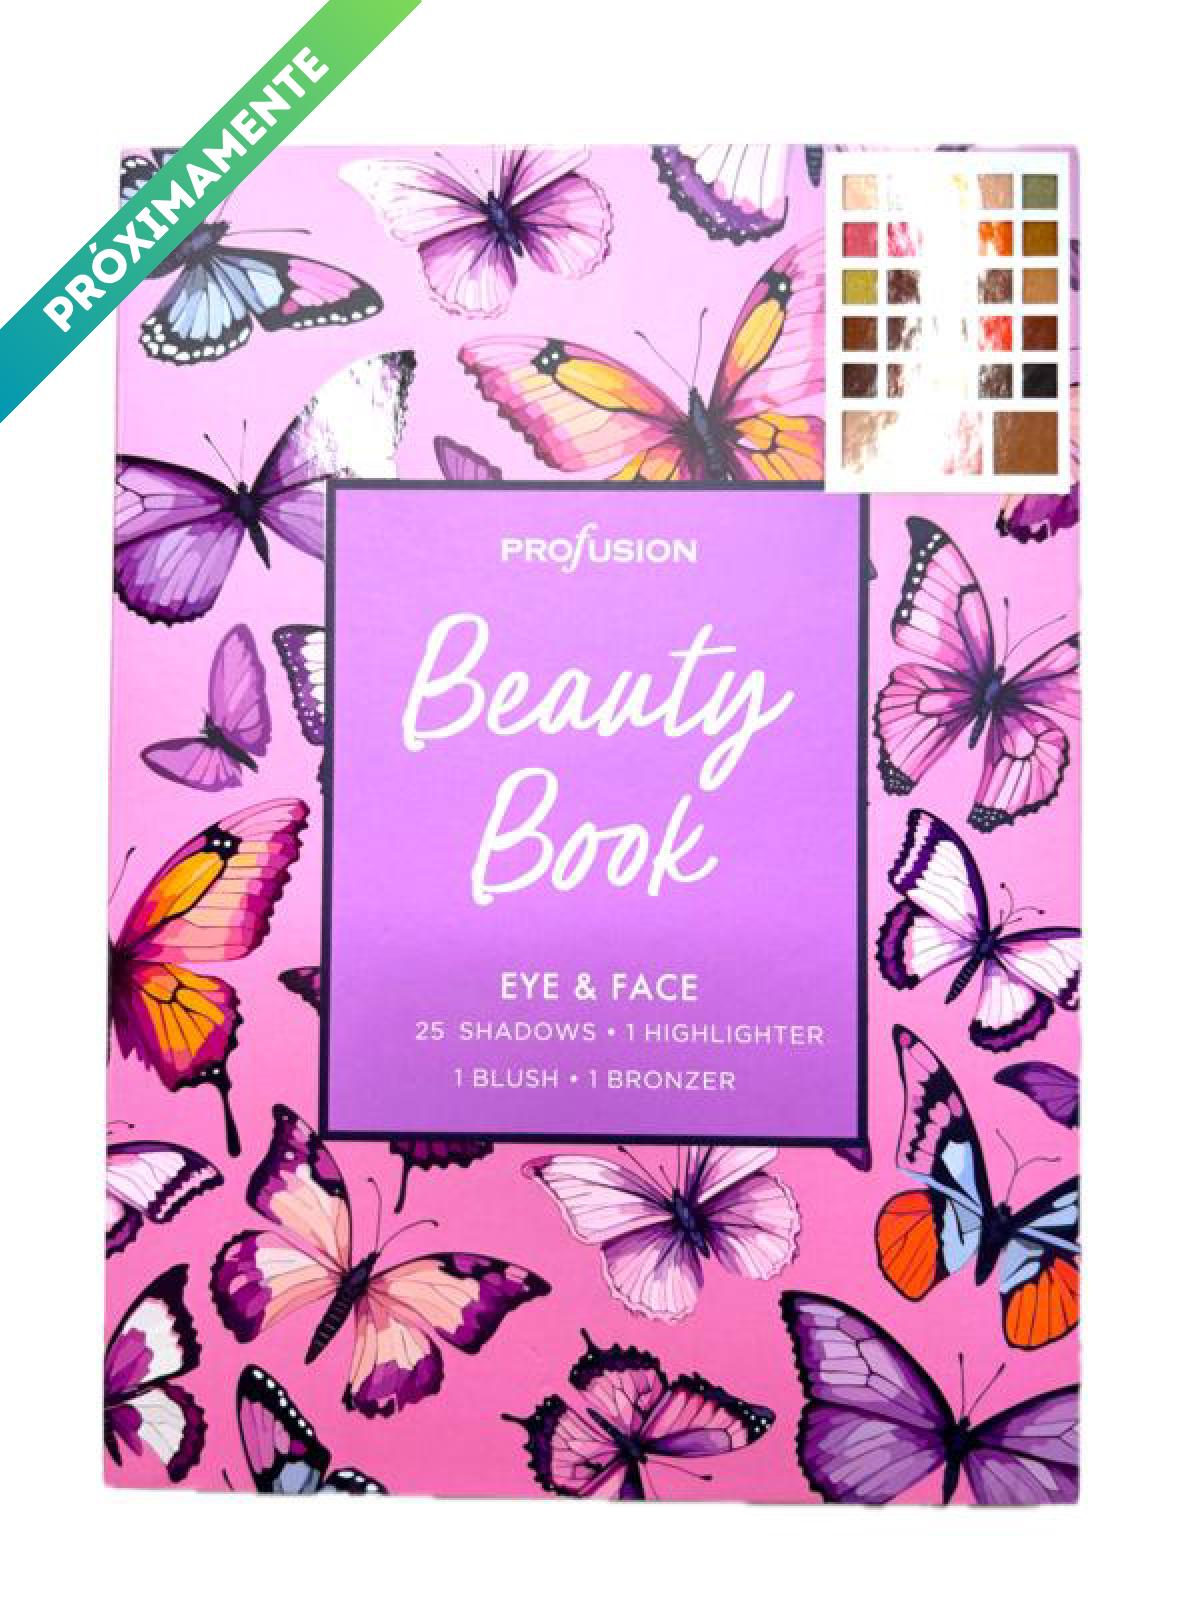 PRÓXIMAMENTE
PROFUSION
Beauty
Book
EYE & FACE
25 SHADOWS • 1 HIGHLIGHTER
1 BLUSH • 1 BRONZER